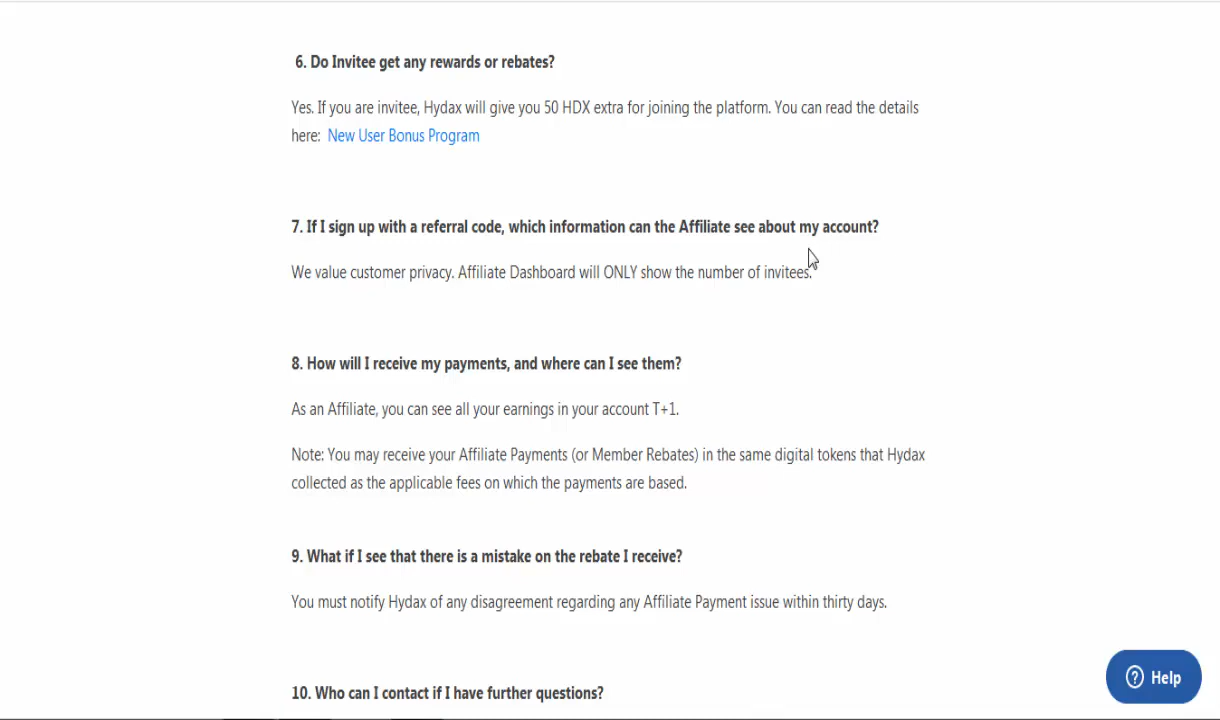 6. Do Invitee get any rewards or rebates?
Yes. If you are invitee, Hydax will give you 50 HDX extra for joining the platform. You can read the details
here: New User Bonus Program
7. If I sign up with a referral code, which information can the Affiliate see about my account?
We value customer privacy. Affiliate Dashboard will ONLY show the number of invitees.
8. How will I receive my payments, and where can I see them?
As an Affiliate, you can see all your earnings in your account T+1.
Note: You may receive your Affiliate Payments (or Member Rebates) in the same digital tokens that Hydax
collected as the applicable fees on which the payments are based.
9. What if I see that there is a mistake on the rebate I receive?
You must notify Hydax of any disagreement regarding any Affiliate Payment issue within thirty days.
Help
10. Who can I contact if I have further questions?